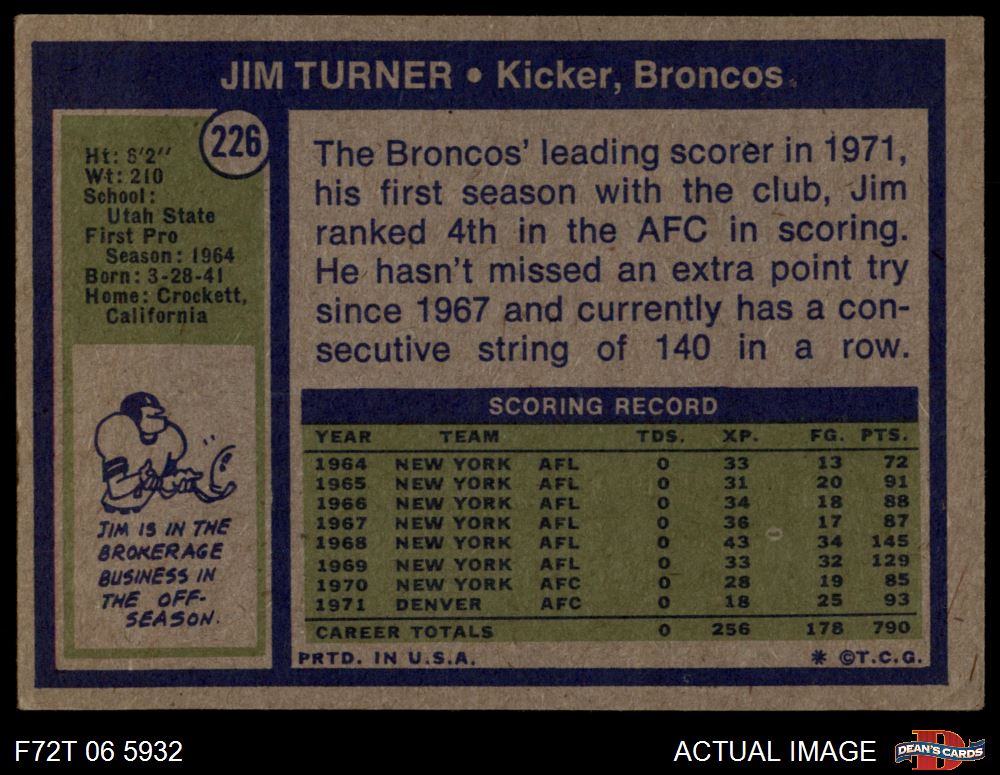 JIM TURNER • Kicker, Broncos
226
Ht: 6'2"
Wt: 210
School:
Utah State
First Pro
Season: 1964
Born: 3-28-41
Home: Crockett,
California
JIM IS IN THE
BROKERAGE
BUSINESS IN
THE OFF-
SEASON.
The Broncos' leading scorer in 1971,
his first season with the club, Jim
ranked 4th in the AFC in scoring.
He hasn't missed an extra point try
since 1967 and currently has a con-
secutive string of 140 in a row.
SCORING RECORD
YEAR TEAM TDS. XP. FG. PTS.
1964 NEW YORK AFL 0 33 13 72
1965 NEW YORK AFL 0 31 20 91
1966 NEW YORK AFL 0 34 18 88
1967 NEW YORK AFL 0 36 17 87
1968 NEW YORK AFL 0 43 34 145
1969 NEW YORK AFL 0 33 32 129
1970 NEW YORK AFC 0 28 19 85
1971 DENVER AFC 0 18 25 93
CAREER TOTALS 0 256 178 790
PRTD. IN U.S.A. * ©T.C.G.
F72T 06 5932 ACTUAL IMAGE
DEAN'S CARDS